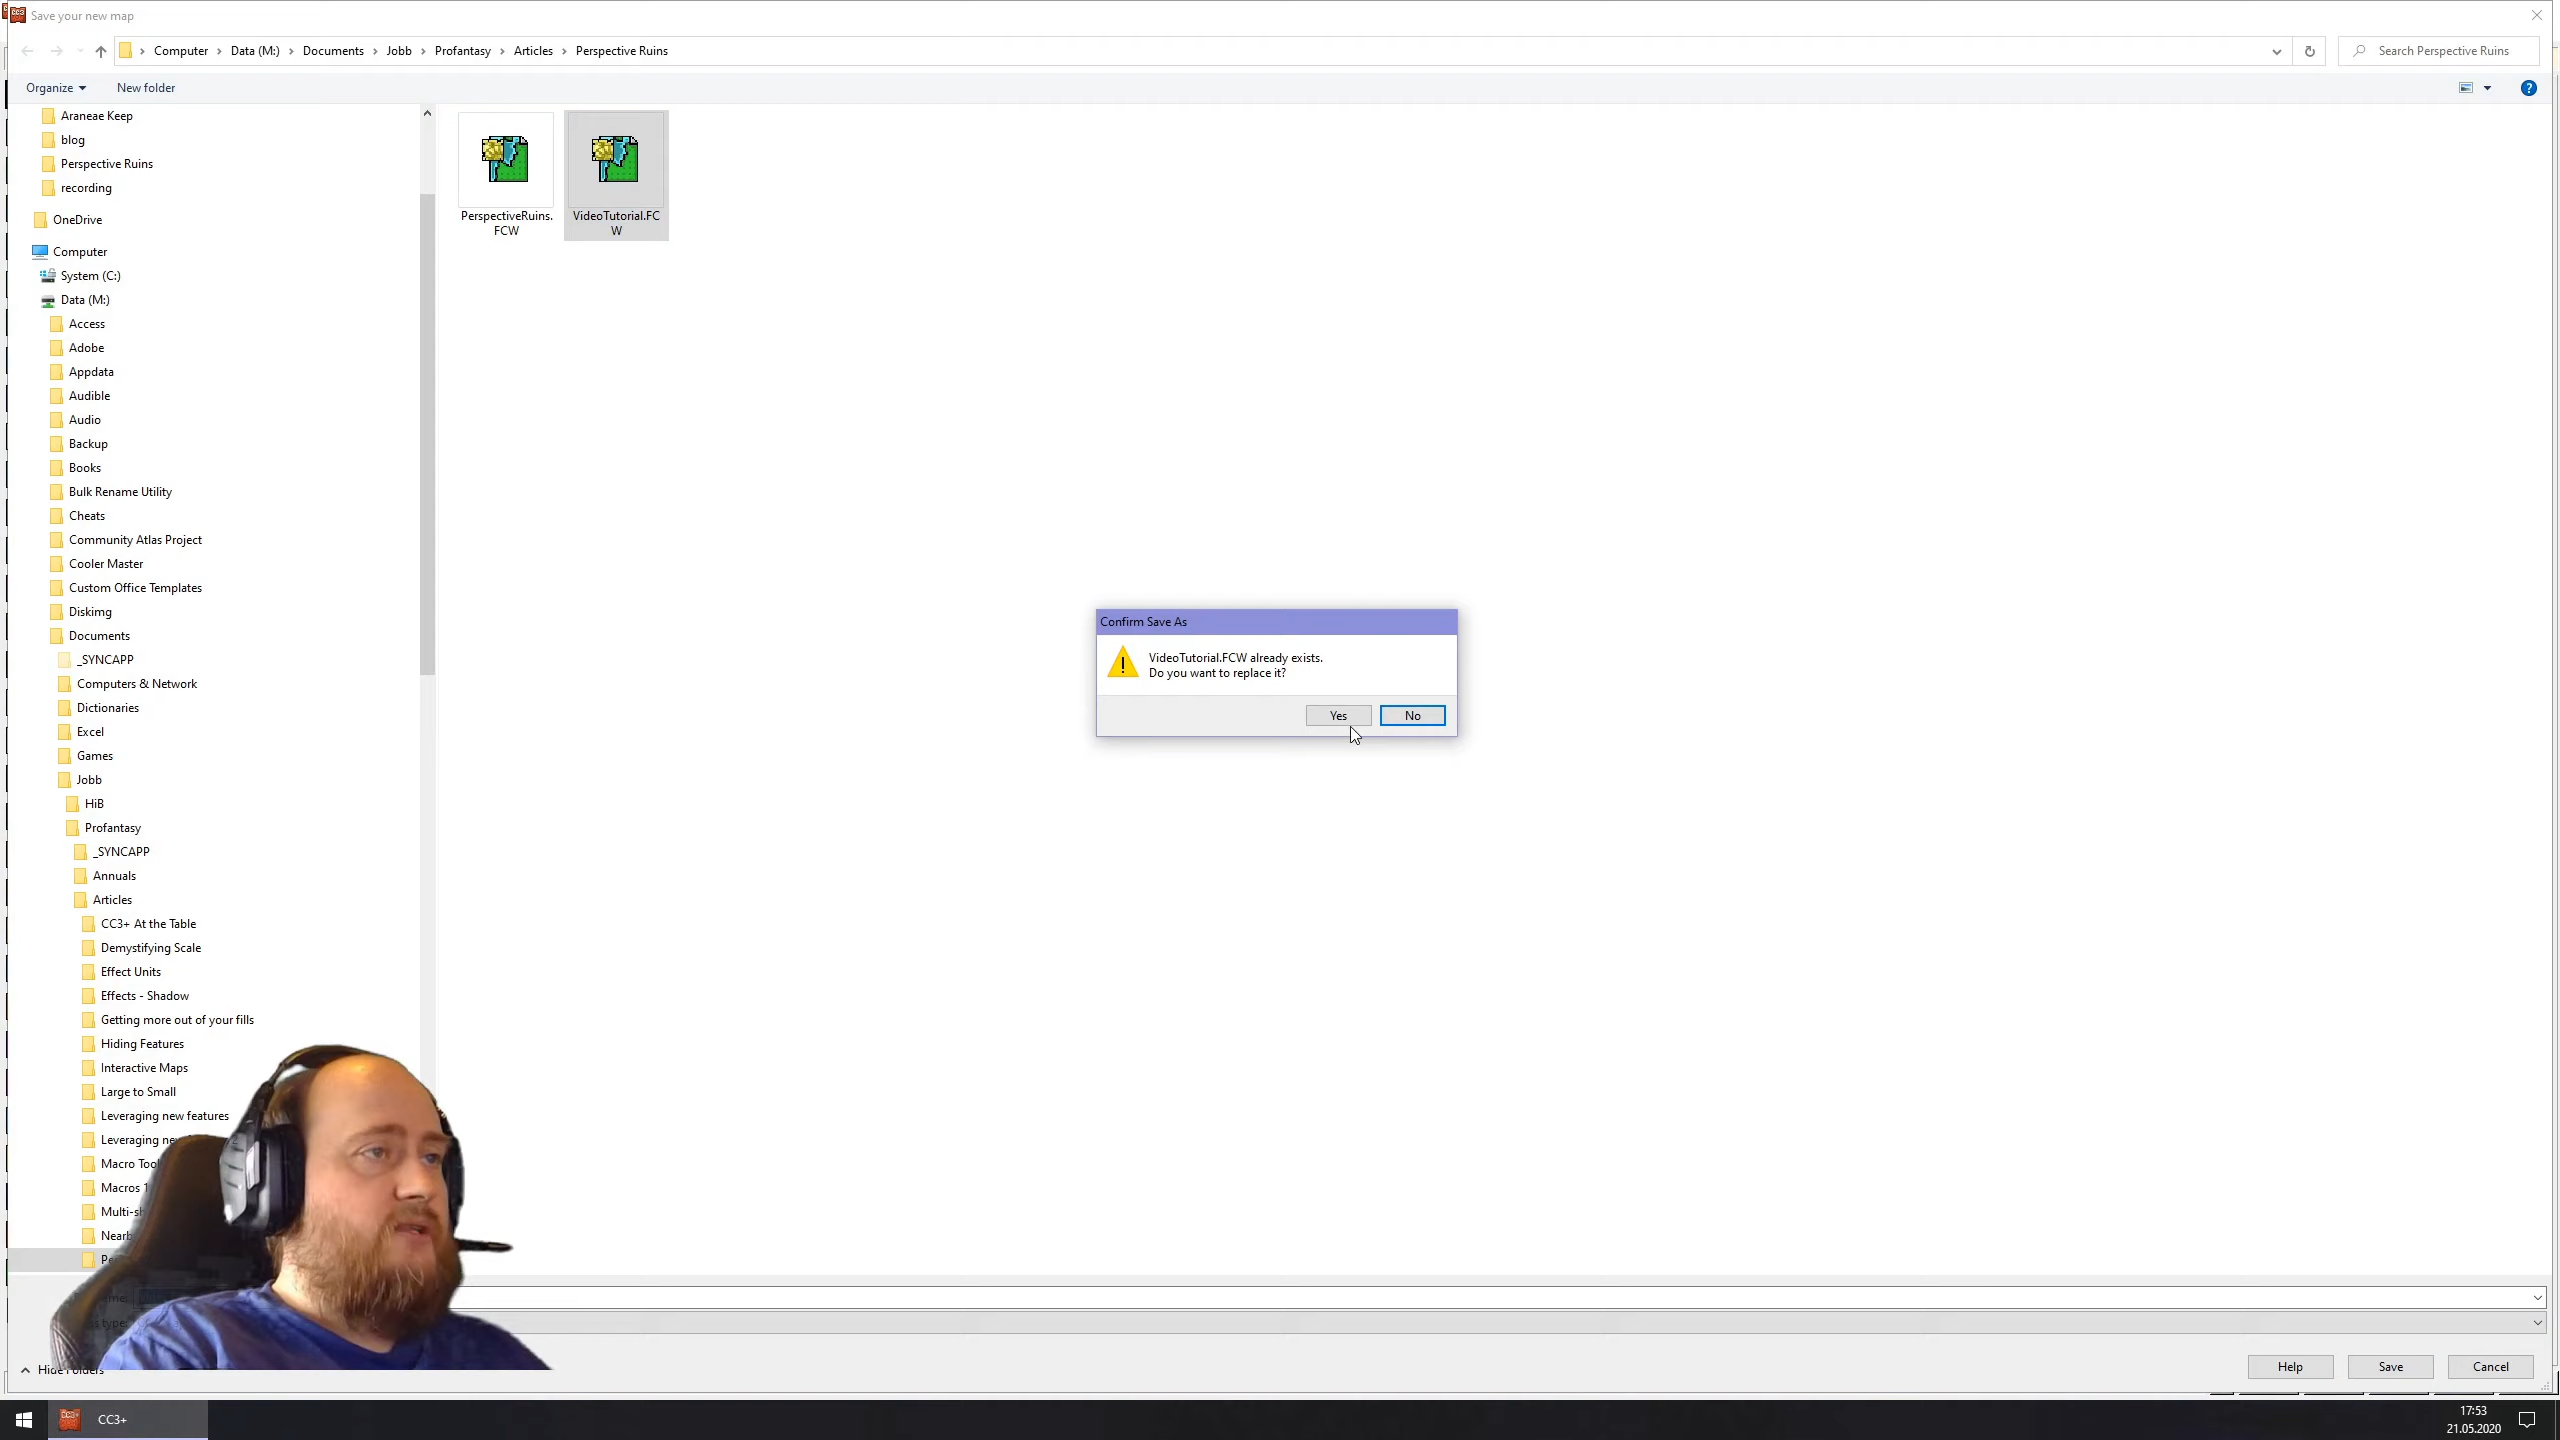 Save your new map
Computer
Data (M:)
Documents
Jobb
Profantasy
Articles
Perspective Ruins
Search Perspective Ruins
Organize
New folder
Araneae Keep
blog
Perspective Ruins
recording
OneDrive
Computer
System (C:)
Data (M:)
Access
Adobe
Appdata
Audible
Audio
Backup
Books
Bulk Rename Utility
Cheats
Community Atlas Project
Cooler Master
Custom Office Templates
Diskimg
Documents
_SYNCAPP
Computers & Network
Dictionaries
Excel
Games
Jobb
HiB
Profantasy
_SYNCAPP
Annuals
Articles
CC3+ At the Table
Demystifying Scale
Effect Units
Effects - Shadow
Getting more out of your fills
Hiding Features
Interactive Maps
Large to Small
Leveraging new features
Leveraging
Macro
Macros
PerspectiveRuins.
FCW
VideoTutorial.FC
W
Confirm Save As
VideoTutorial.FCW already exists.
Do you want to replace it?
Yes
No
Hide Folders
Help
Save
Cancel
CC3+
17:53
21.05.2020